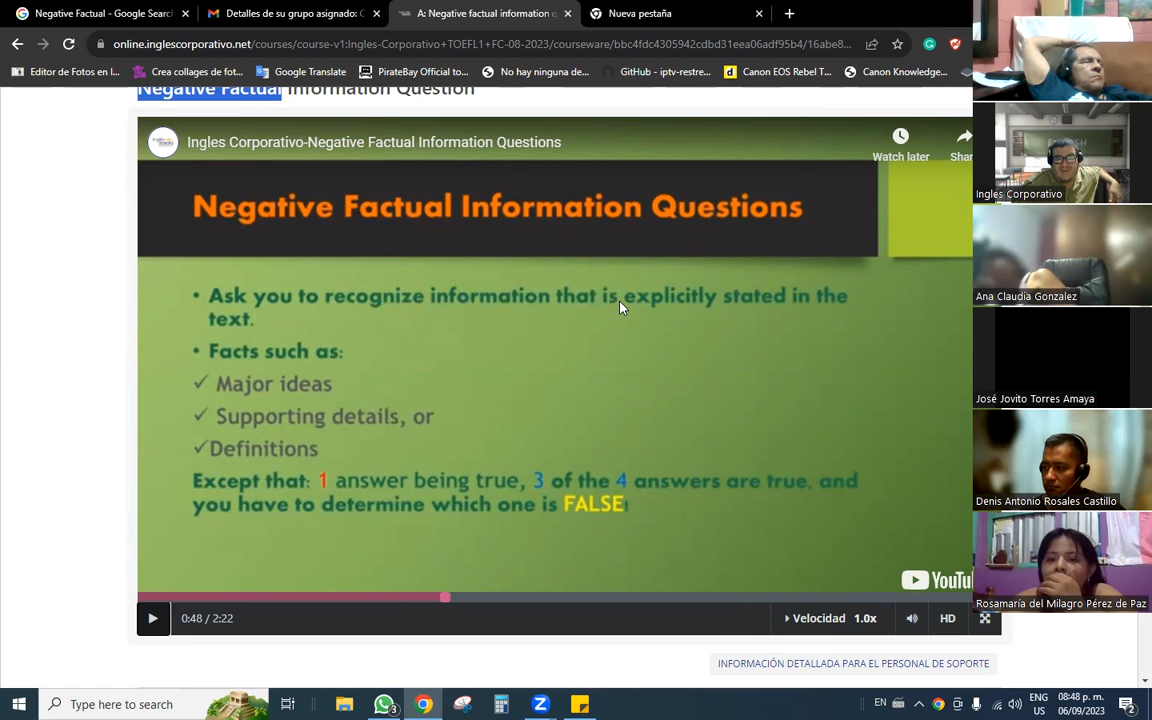 Negative Factual - Google Searc
Detalles de su grupo asignado: C
A: Negative factual information q
Nueva pestaña
online.inglescorporativo.net/courses/course-v1:Ingles-Corporativo+TOEFL1+FC-08-2023/courseware/bbc4fdc4305942cdbd31eea06adf95b4/16abe8...
Editor de Fotos en l...
Crea collages de fot...
Google Translate
PirateBay Official to...
No hay ninguna de...
GitHub - iptv-restre...
Canon EOS Rebel T...
Canon Knowledge...
Negative Factual Information Question
Ingles Corporativo-Negative Factual Information Questions
Watch later
Shar
Negative Factual Information Questions
• Ask you to recognize information that is explicitly stated in the
text.
• Facts such as:
✓ Major ideas
✓ Supporting details, or
✓Definitions
Except that: 1 answer being true, 3 of the 4 answers are true, and
you have to determine which one is FALSE!
YouTu
0:48 / 2:22
Velocidad 1.0x
HD
INFORMACIÓN DETALLADA PARA EL PERSONAL DE SOPORTE
Ingles Corporativo
Ana Claudia Gonzalez
José Jovito Torres Amaya
Denis Antonio Rosales Castillo
Rosamaría del Milagro Pérez de Paz
Type here to search
3
EN
ENG
US
08:48 p. m.
06/09/2023
2